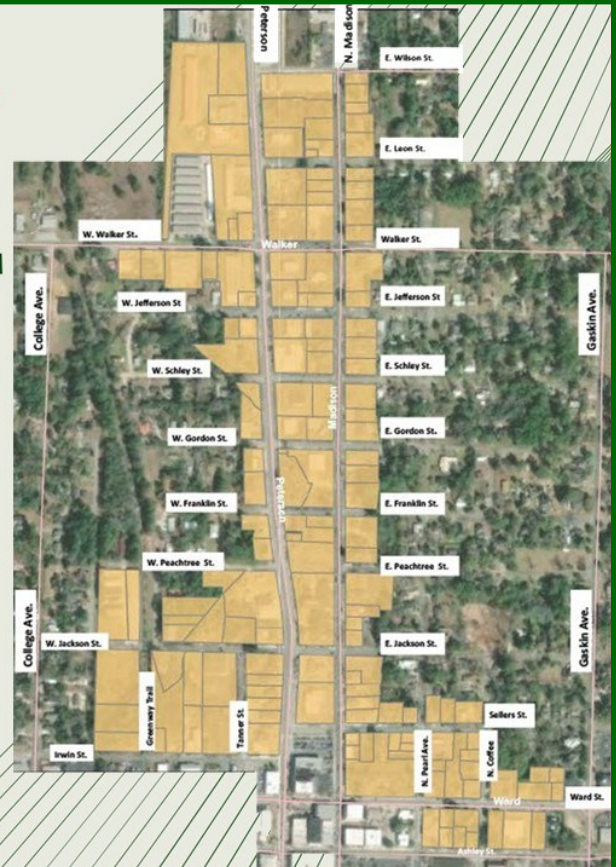 Peterson
N. Madison
E. Wilson St.
E. Leon St.
W. Walker St.
Walker
Walker St.
College Ave.
W. Jefferson St
E. Jefferson St
Gaskin Ave.
W. Schley St.
E. Schley St.
Madison
W. Gordon St.
E. Gordon St.
Peterson
W. Franklin St.
E. Franklin St.
W. Peachtree St.
E. Peachtree St.
College Ave.
W. Jackson St.
E. Jackson St.
Gaskin Ave.
Greenway Trail
Tanner St.
Sellers St.
Irwin St.
N. Pearl Ave.
N. Coffee
Ward
Ward St.
Ashley St.